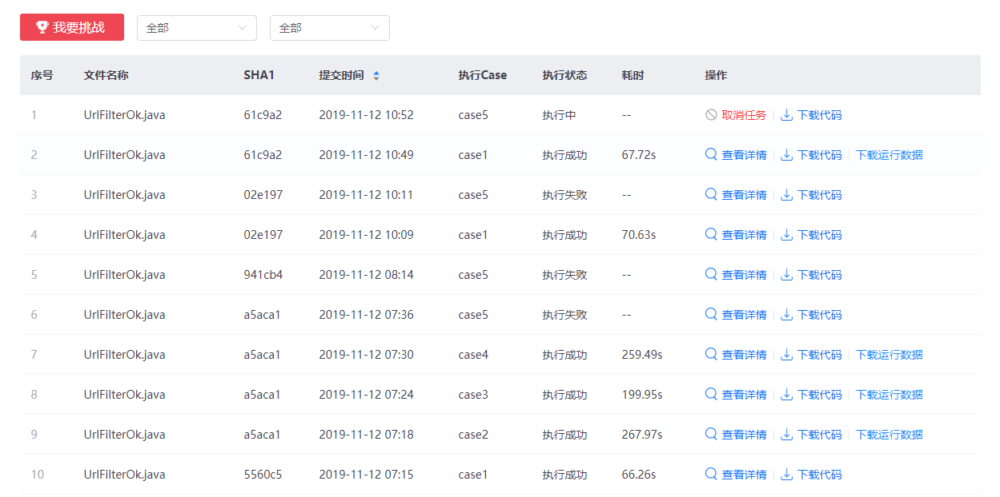 我要挑战 全部 全部
序号 文件名称 SHA1 提交时间 执行Case 执行状态 耗时 操作
1 UrlFilterOk.java 61c9a2 2019-11-12 10:52 case5 执行中 -- 取消任务 下载代码
2 UrlFilterOk.java 61c9a2 2019-11-12 10:49 case1 执行成功 67.72s 查看详情 下载代码 下载运行数据
3 UrlFilterOk.java 02e197 2019-11-12 10:11 case5 执行失败 -- 查看详情 下载代码
4 UrlFilterOk.java 02e197 2019-11-12 10:09 case1 执行成功 70.63s 查看详情 下载代码
5 UrlFilterOk.java 941cb4 2019-11-12 08:14 case5 执行失败 -- 查看详情 下载代码
6 UrlFilterOk.java a5aca1 2019-11-12 07:36 case5 执行失败 -- 查看详情 下载代码
7 UrlFilterOk.java a5aca1 2019-11-12 07:30 case4 执行成功 259.49s 查看详情 下载代码 下载运行数据
8 UrlFilterOk.java a5aca1 2019-11-12 07:24 case3 执行成功 199.95s 查看详情 下载代码 下载运行数据
9 UrlFilterOk.java a5aca1 2019-11-12 07:18 case2 执行成功 267.97s 查看详情 下载代码 下载运行数据
10 UrlFilterOk.java 5560c5 2019-11-12 07:15 case1 执行成功 66.26s 查看详情 下载代码